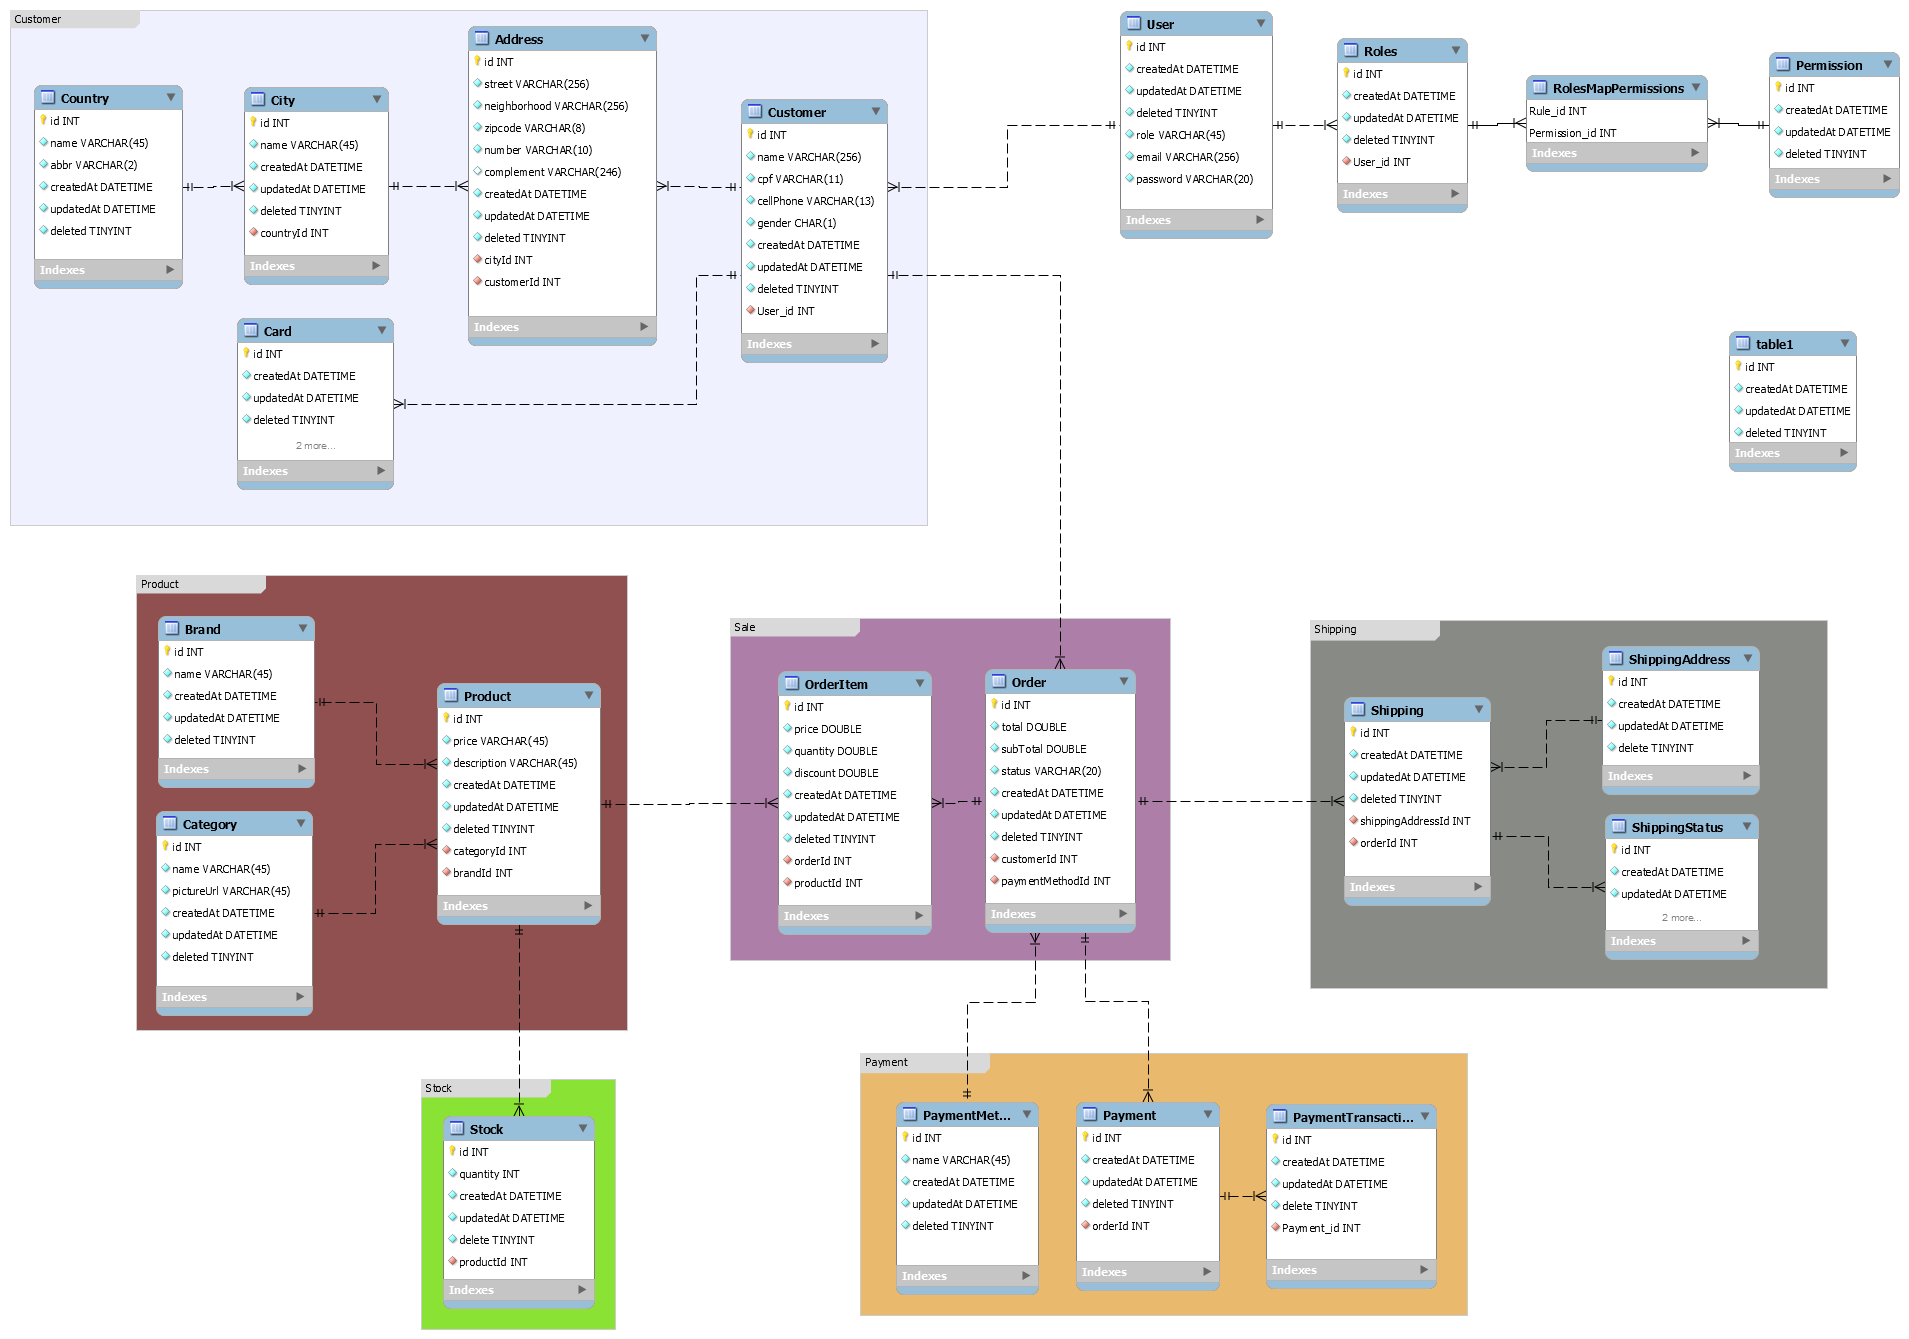 Customer
Country
id INT
name VARCHAR(45)
abbr VARCHAR(2)
createdAt DATETIME
updatedAt DATETIME
deleted TINYINT
Indexes
City
id INT
name VARCHAR(45)
createdAt DATETIME
updatedAt DATETIME
deleted TINYINT
countryId INT
Indexes
Address
id INT
street VARCHAR(256)
neighborhood VARCHAR(256)
zipcode VARCHAR(8)
number VARCHAR(10)
complement VARCHAR(246)
createdAt DATETIME
updatedAt DATETIME
deleted TINYINT
cityId INT
customerId INT
Indexes
Customer
id INT
name VARCHAR(256)
cpf VARCHAR(11)
cellPhone VARCHAR(13)
gender CHAR(1)
createdAt DATETIME
updatedAt DATETIME
deleted TINYINT
User_id INT
Indexes
Card
id INT
createdAt DATETIME
updatedAt DATETIME
deleted TINYINT
2 more...
Indexes
User
id INT
createdAt DATETIME
updatedAt DATETIME
deleted TINYINT
role VARCHAR(45)
email VARCHAR(256)
password VARCHAR(20)
Indexes
Roles
id INT
createdAt DATETIME
updatedAt DATETIME
deleted TINYINT
User_id INT
Indexes
RolesMapPermissions
Rule_id INT
Permission_id INT
Indexes
Permission
id INT
createdAt DATETIME
updatedAt DATETIME
deleted TINYINT
Indexes
table1
id INT
createdAt DATETIME
updatedAt DATETIME
deleted TINYINT
Indexes
Product
Brand
id INT
name VARCHAR(45)
createdAt DATETIME
updatedAt DATETIME
deleted TINYINT
Indexes
Category
id INT
name VARCHAR(45)
pictureUrl VARCHAR(45)
createdAt DATETIME
updatedAt DATETIME
deleted TINYINT
Indexes
Product
id INT
price VARCHAR(45)
description VARCHAR(45)
createdAt DATETIME
updatedAt DATETIME
deleted TINYINT
categoryId INT
brandId INT
Indexes
Sale
OrderItem
id INT
price DOUBLE
quantity DOUBLE
discount DOUBLE
createdAt DATETIME
updatedAt DATETIME
deleted TINYINT
orderId INT
productId INT
Indexes
Order
id INT
total DOUBLE
subTotal DOUBLE
status VARCHAR(20)
createdAt DATETIME
updatedAt DATETIME
deleted TINYINT
customerId INT
paymentMethodId INT
Indexes
Shipping
Shipping
id INT
createdAt DATETIME
updatedAt DATETIME
deleted TINYINT
shippingAddressId INT
orderId INT
Indexes
ShippingAddress
id INT
createdAt DATETIME
updatedAt DATETIME
delete TINYINT
Indexes
ShippingStatus
id INT
createdAt DATETIME
updatedAt DATETIME
2 more...
Indexes
Stock
Stock
id INT
quantity INT
createdAt DATETIME
updatedAt DATETIME
delete TINYINT
productId INT
Indexes
Payment
PaymentMet...
id INT
name VARCHAR(45)
createdAt DATETIME
updatedAt DATETIME
deleted TINYINT
Indexes
Payment
id INT
createdAt DATETIME
updatedAt DATETIME
deleted TINYINT
orderId INT
Indexes
PaymentTransacti...
id INT
createdAt DATETIME
updatedAt DATETIME
delete TINYINT
Payment_id INT
Indexes